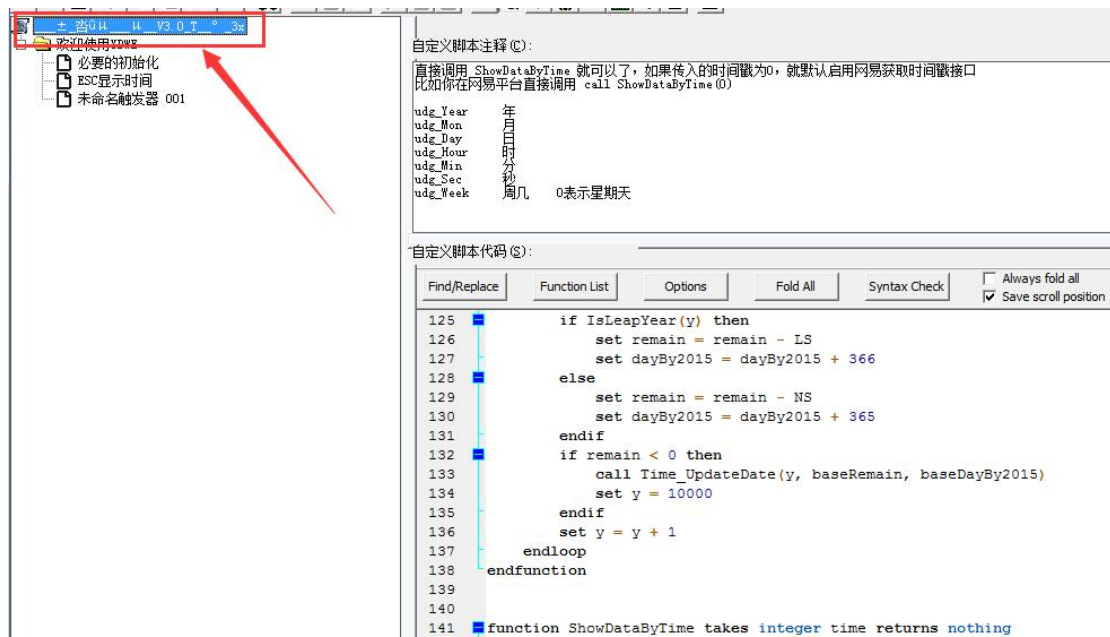 V3.0_T
_3x
欢迎使用YDWE
必要的初始化
ESC显示时间
未命名触发器 001
自定义脚本注释(C):
直接调用 ShowDataByTime 就可以了，如果传入的时间戳为0，就默认启用网易获取时间戳接口
比如你在网易平台直接调用 call ShowDataByTime(0)
udg_Year 年
udg_Mon 月
udg_Day 日
udg_Hour 时
udg_Min 分
udg_Sec 秒
udg_Week 周几 0表示星期天
自定义脚本代码(S):
Find/Replace Function List Options Fold All Syntax Check
Always fold all
Save scroll position
125 if IsLeapYear(y) then
126 set remain = remain - LS
127 set dayBy2015 = dayBy2015 + 366
128 else
129 set remain = remain - NS
130 set dayBy2015 = dayBy2015 + 365
131 endif
132 if remain < 0 then
133 call Time_UpdateDate(y, baseRemain, baseDayBy2015)
134 set y = 10000
135 endif
136 set y = y + 1
137 endloop
138 endfunction
139
140
141 function ShowDataByTime takes integer time returns nothing